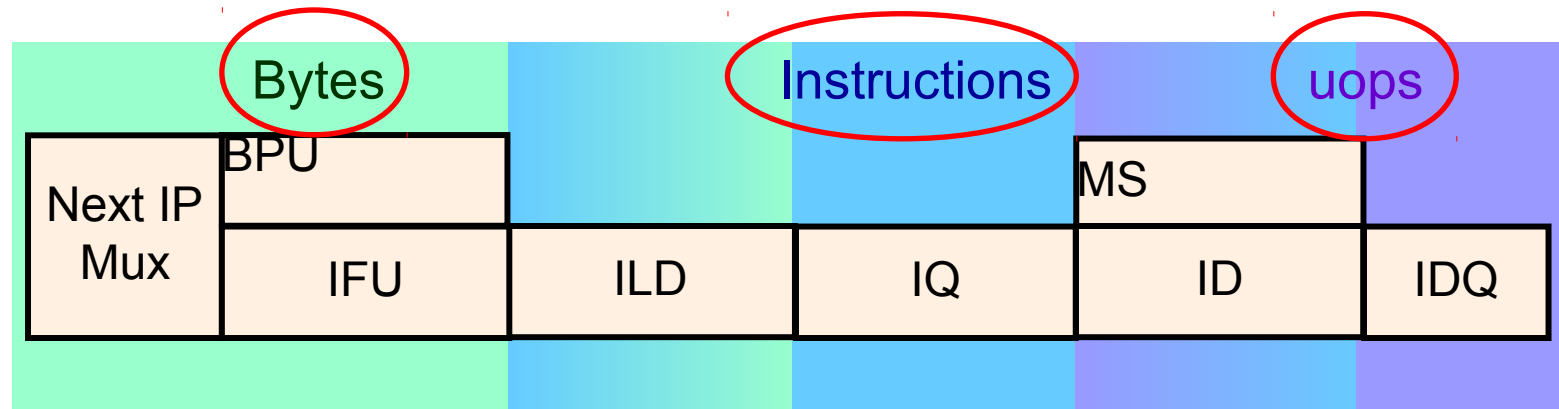 Bytes
Instructions
uops
BPU
MS
Next IP
Mux
IFU
ILD
IQ
ID
IDQ